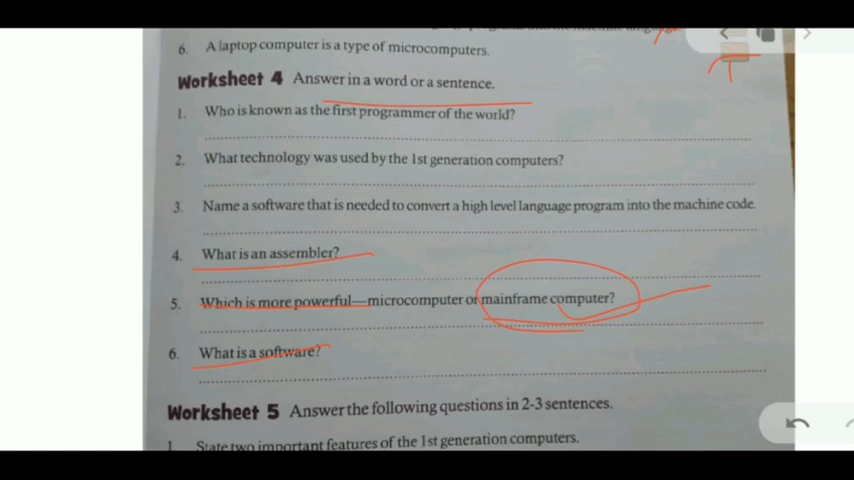 6. A laptop computer is a type of microcomputers.
Worksheet 4 Answer in a word or a sentence.
1. Who is known as the first programmer of the world?
2. What technology was used by the 1st generation computers?
3. Name a software that is needed to convert a high level language program into the machine code.
4. What is an assembler?
5. Which is more powerful—microcomputer or mainframe computer?
6. What is a software?
Worksheet 5 Answer the following questions in 2-3 sentences.
1. State two important features of the 1st generation computers.